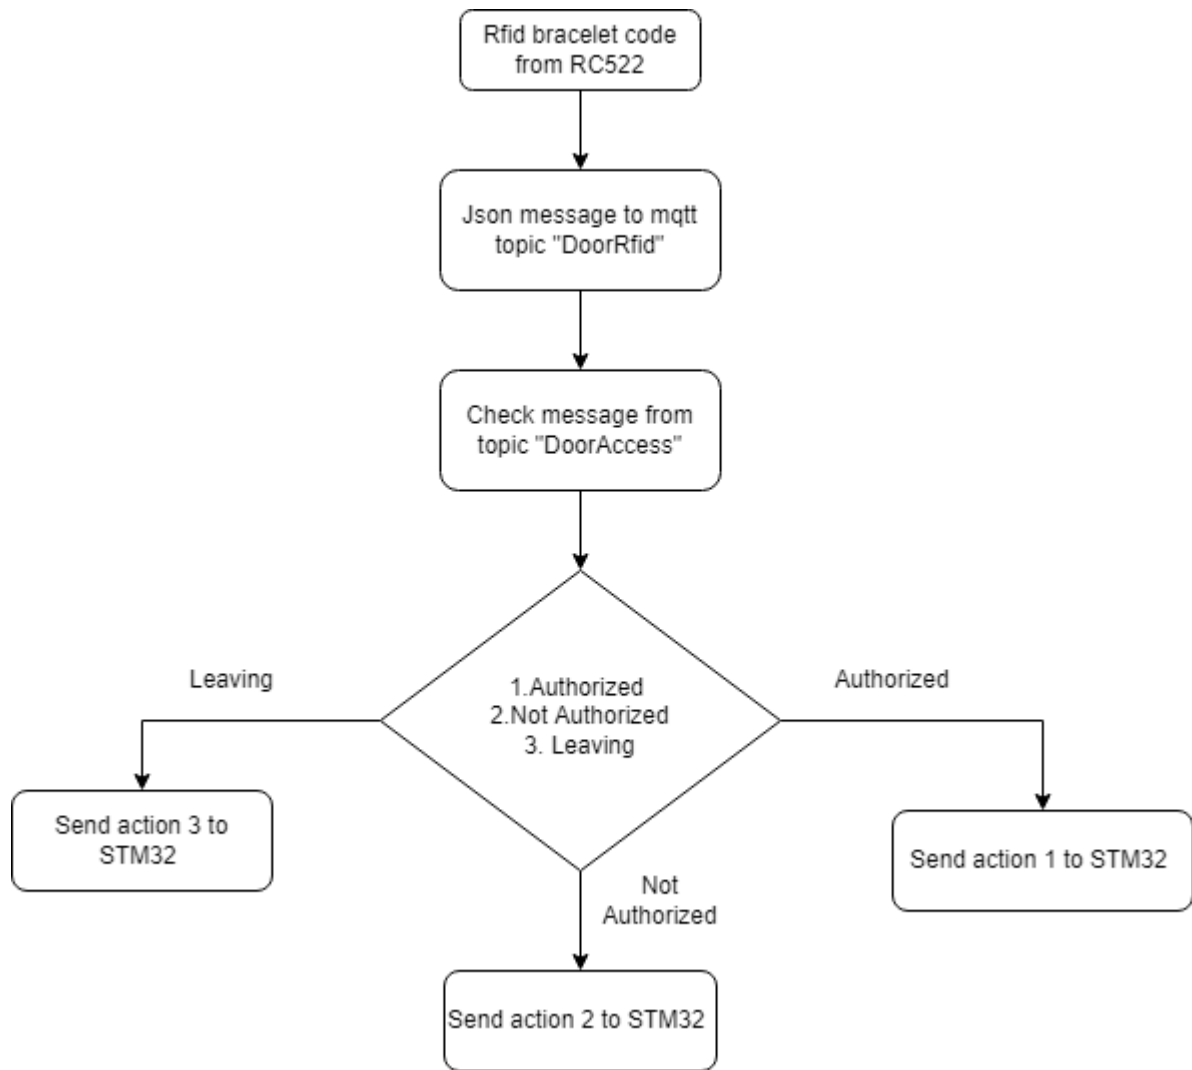 Rfid bracelet code
from RC522
Json message to mqtt
topic "DoorRfid"
Check message from
topic "DoorAccess"
Leaving
1.Authorized
2.Not Authorized
3. Leaving
Authorized
Send action 3 to
STM32
Send action 1 to STM32
Not
Authorized
Send action 2 to STM32